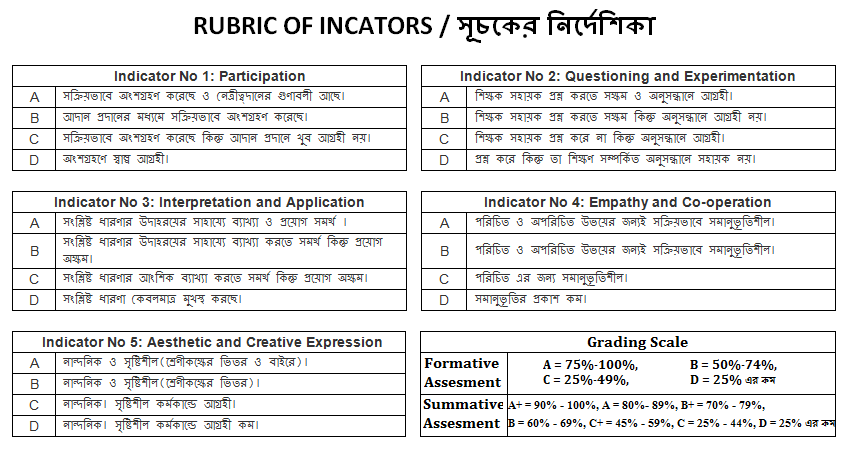 RUBRIC OF INCATORS / সূচকের নির্দেশিকা
Indicator No 1: Participation
A সক্রিয়ভাবে অংশগ্রহণ করেছে ও নেত্রীত্বদানের গুণাবলী আছে।
B আদান প্রদানের মধ্যমে সক্রিয়ভাবে অংশগ্রহণ করেছে।
C সক্রিয়ভাবে অংশগ্রহণ করেছে কিন্তু আদান প্রদানে খুব আগ্রহী নয়।
D অংশগ্রহণে স্বল্প আগ্রহী।
Indicator No 2: Questioning and Experimentation
A শিক্ষক সহায়ক প্রশ্ন করতে সক্ষম ও অনুসন্ধানে আগ্রহী।
B শিক্ষক সহায়ক প্রশ্ন করতে সক্ষম কিন্তু অনুসন্ধানে আগ্রহী নয়।
C শিক্ষক সহায়ক প্রশ্ন করে না কিন্তু অনুসন্ধানে আগ্রহী।
D প্রশ্ন করে কিন্তু তা শিক্ষণ সম্পর্কিত অনুসন্ধানে সহায়ক নয়।
Indicator No 3: Interpretation and Application
A সংশ্লিষ্ট ধারণার উদাহরয়ের সাহায্যে ব্যাখ্যা ও প্রয়োগ সমর্থ ।
B সংশ্লিষ্ট ধারণার উদাহরয়ের সাহায্যে ব্যাখ্যা করতে সমর্থ কিন্তু প্রয়োগ
অক্ষম।
C সংশ্লিষ্ট ধারণার আংশিক ব্যাখ্যা করতে সমর্থ কিন্তু প্রয়োগ অক্ষম।
D সংশ্লিষ্ট ধারণা কেবলমাত্র মুখস্থ করছে।
Indicator No 4: Empathy and Co-operation
A পরিচিত ও অপরিচিত উভয়ের জন্যই সক্রিয়ভাবে সমানুভূতিশীল।
B পরিচিত ও অপরিচিত উভয়ের জন্যই সক্রিয়ভাবে সমানুভূতিশীল।
C পরিচিত এর জন্য সমানুভূতিশীল।
D সমানুভূতির প্রকাশ কম।
Indicator No 5: Aesthetic and Creative Expression
A নান্দনিক ও সৃষ্টিশীল(শ্রেণীকক্ষের ভিতর ও বাইরে)।
B নান্দনিক ও সৃষ্টিশীল(শ্রেণীকক্ষের ভিতর)।
C নান্দনিক। সৃষ্টিশীল কর্মকান্ডে আগ্রহী।
D নান্দনিক। সৃষ্টিশীল কর্মকান্ডে আগ্রহী কম।
Grading Scale
Formative A = 75%-100%, B = 50%-74%,
Assesment C = 25%-49%, D = 25% এর কম
Summative A+ = 90% - 100%, A = 80%- 89%, B+ = 70% - 79%,
Assesment B = 60% - 69%, C+ = 45% - 59%, C = 25% - 44%, D = 25% এর কম